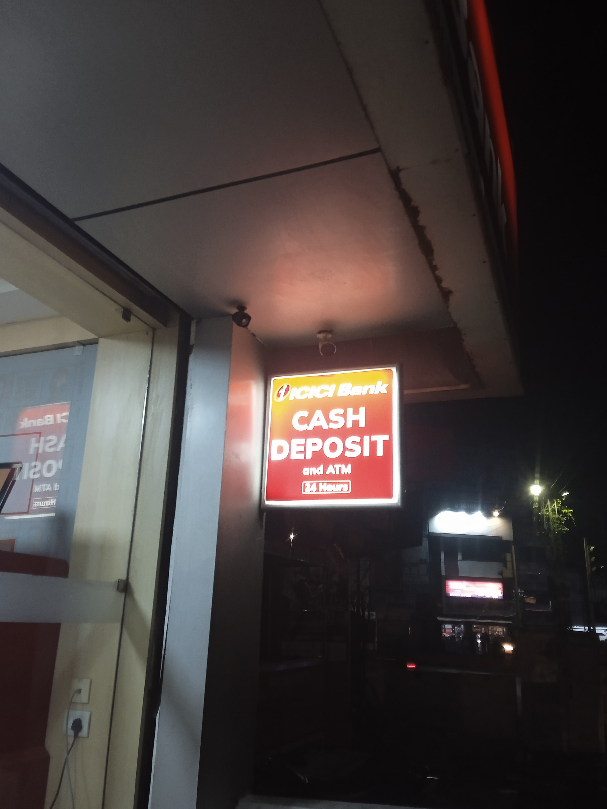 ICICI Bank
CASH
DEPOSIT
and ATM
24 Hours